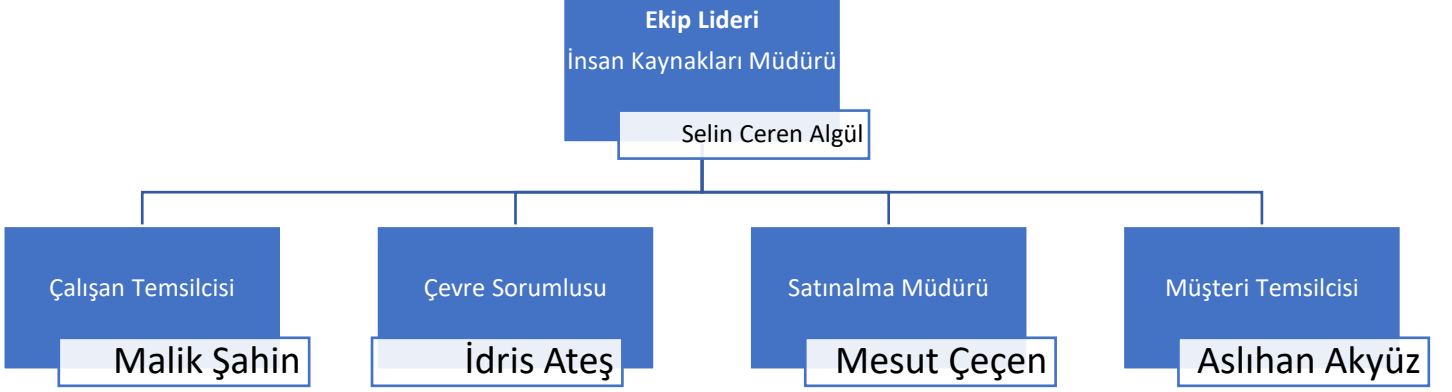 Ekip Lideri
İnsan Kaynakları Müdürü
Selin Ceren Algül
Çalışan Temsilcisi
Malik Şahin
Çevre Sorumlusu
İdris Ateş
Satınalma Müdürü
Mesut Çeçen
Müşteri Temsilcisi
Aslıhan Akyüz